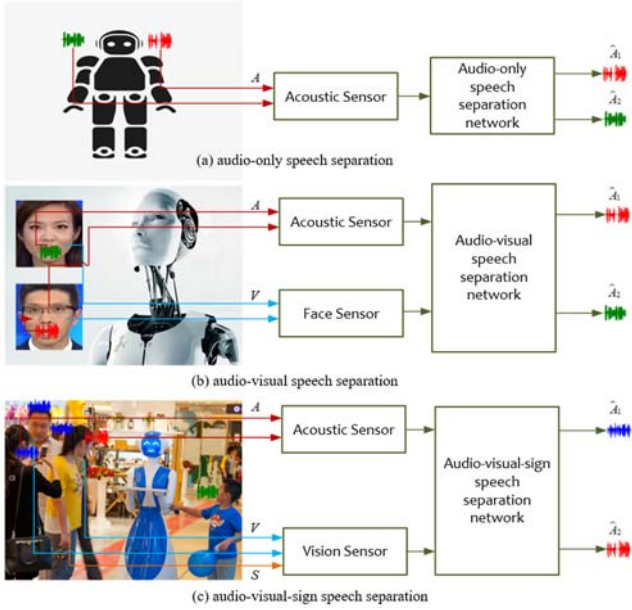 A
Acoustic Sensor
Audio-only
speech
separation
network
Â₁
Â₂
(a) audio-only speech separation
A
Acoustic Sensor
V
Face Sensor
Audio-visual
speech
separation
network
Â₁
Â₂
(b) audio-visual speech separation
A
Acoustic Sensor
V
Vision Sensor
S
Audio-visual-sign
speech
separation
network
Â₁
Â₂
(c) audio-visual-sign speech separation